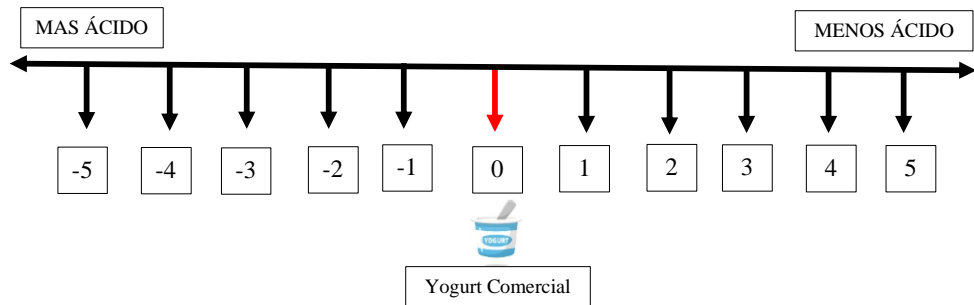 MAS ÁCIDO MENOS ÁCIDO
-5 -4 -3 -2 -1 0 1 2 3 4 5
YOGURT
Yogurt Comercial